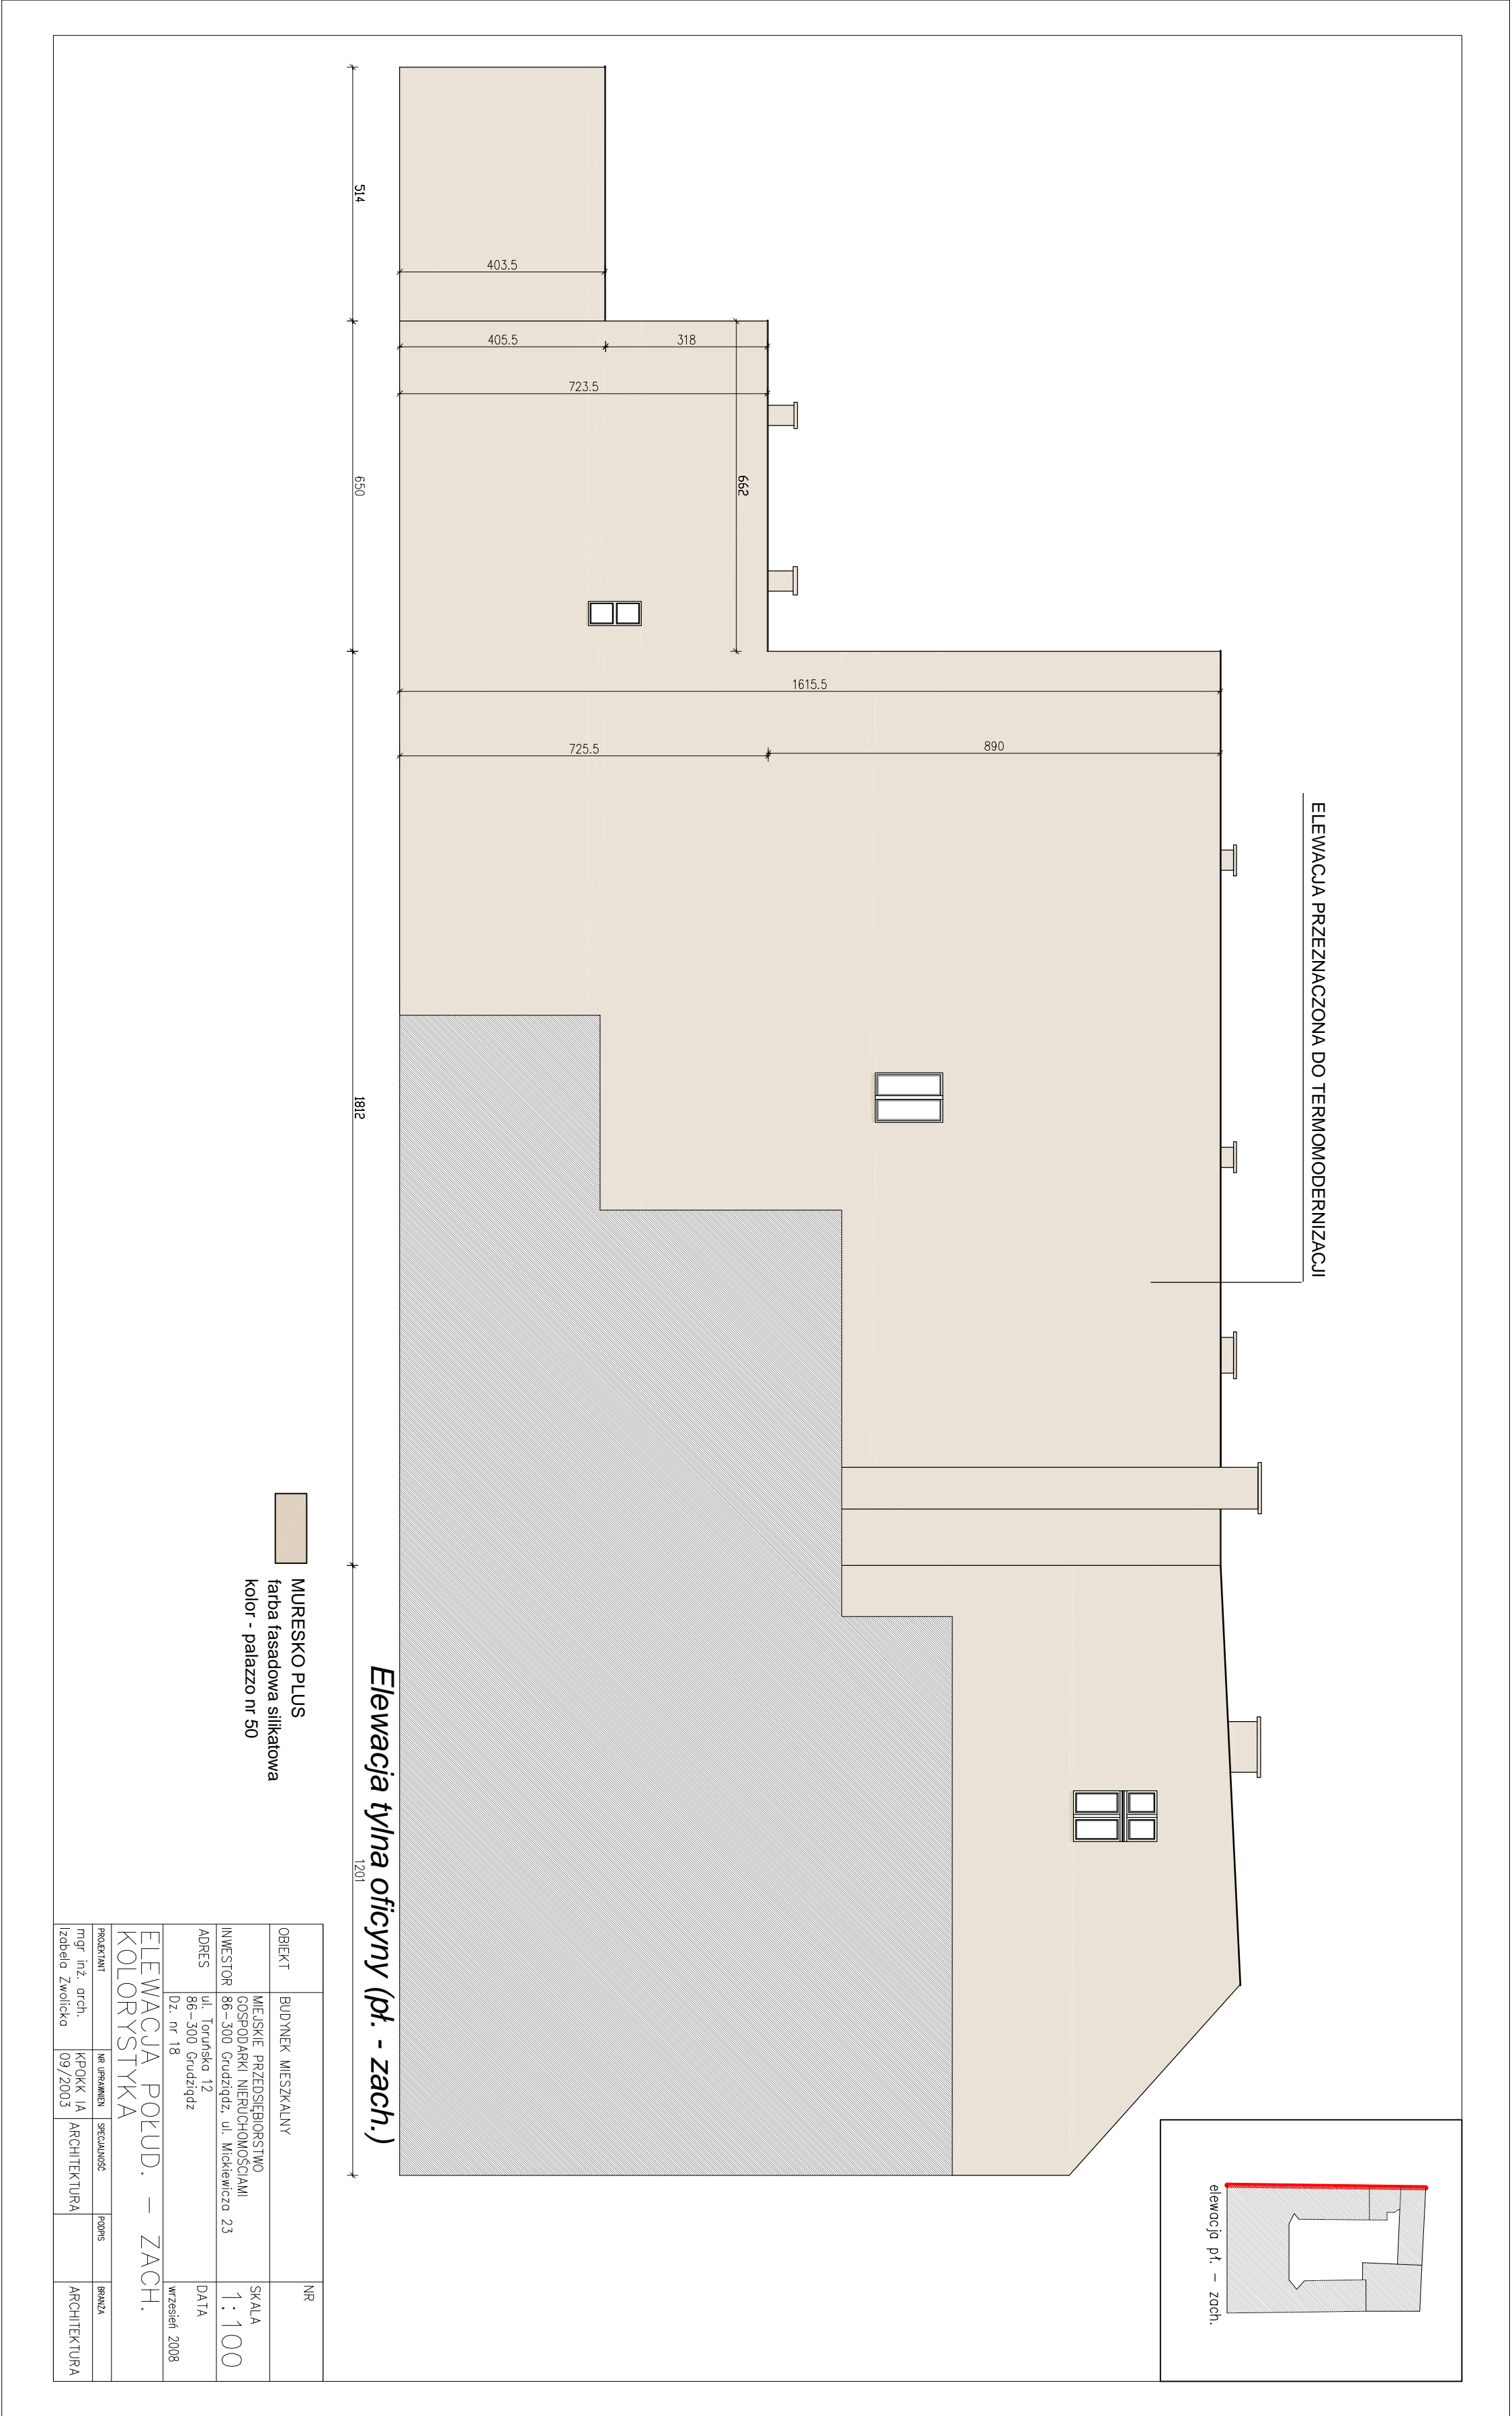 ELEWACJA PRZEZNACZONA DO TERMOMODERNIZACJI
elewacja pł. – zach.
403.5
405.5
318
723.5
662
1615.5
725.5
890
514
650
1812
1201
Elewacja tylna oficyny (pł. - zach.)
MURESKO PLUS
farba fasadowa silikatowa
kolor - palazzo nr 50
OBIEKT
BUDYNEK MIESZKALNY
NR
INWESTOR
MIEJSKIE PRZEDSIĘBIORSTWO
GOSPODARKI NIERUCHOMOŚCIAMI
86–300 Grudziądz, ul. Mickiewicza 23
SKALA
1:100
ADRES
ul. Toruńska 12
86–300 Grudziądz
Dz. nr 18
DATA
wrzesień 2008
ELEWACJA POŁUD. – ZACH.
KOLORYSTYKA
PROJEKTANT
NR UPRAWNIEŃ
SPECJALNOŚĆ
PODPIS
BRANŻA
mgr inż. arch.
Izabela Zwolicka
KPOKK IA
09/2003
ARCHITEKTURA
ARCHITEKTURA